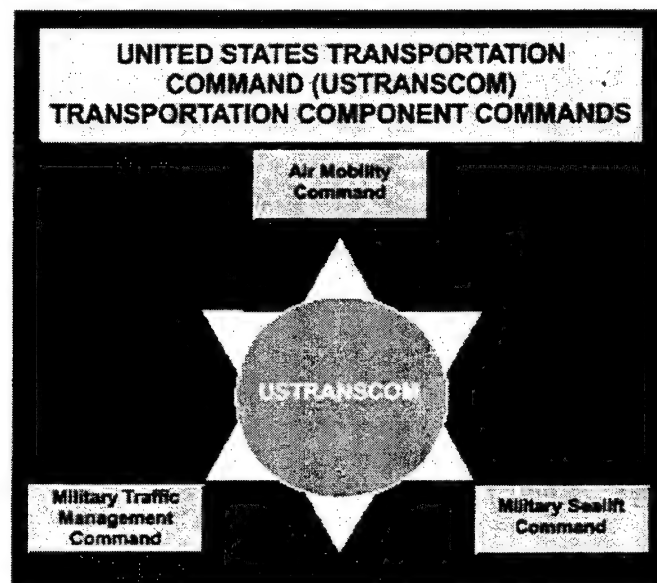 UNITED STATES TRANSPORTATION
COMMAND (USTRANSCOM)
TRANSPORTATION COMPONENT COMMANDS
Air Mobility
Command
USTRANSCOM
Military Traffic
Management
Command
Military Sealift
Command